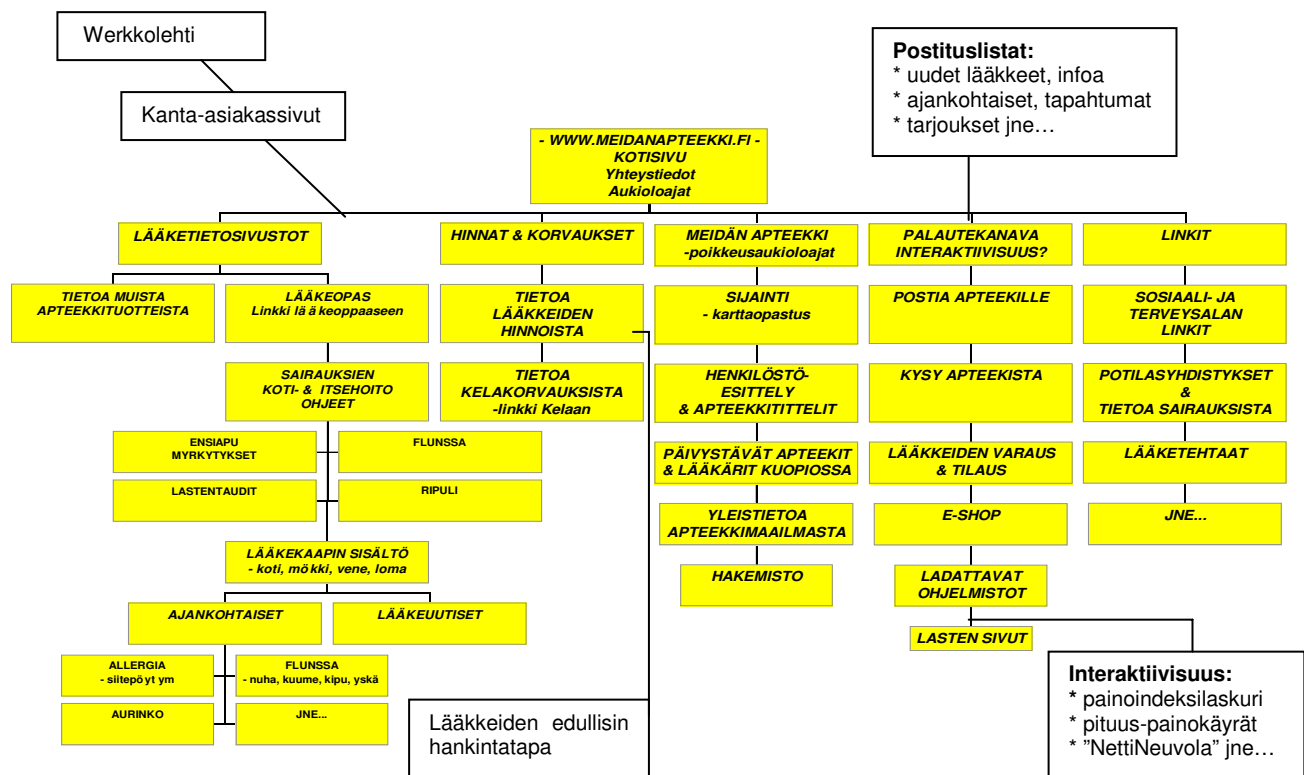 Werkkolehti
Kanta-asiakassivut
Postituslistat:
* uudet lääkkeet, infoa
* ajankohtaiset, tapahtumat
* tarjoukset jne…
- WWW.MEIDANAPTEEKKI.FI -
KOTISIVU
Yhteystiedot
Aukioloajat
LÄÄKETIETOSIVUSTOT
TIETOA MUISTA
APTEEKKITUOTTEISTA
LÄÄKEOPAS
Linkki lä ä keoppaaseen
SAIRAUKSIEN
KOTI- & ITSEHOITO
OHJEET
ENSIAPU
MYRKYTYKSET
FLUNSSA
LASTENTAUDIT
RIPULI
LÄÄKEKAAPIN SISÄLTÖ
- koti, mökki, vene, loma
AJANKOHTAISET
LÄÄKEUUTISET
ALLERGIA
- siitepö yt ym
FLUNSSA
- nuha, kuume, kipu, yskä
AURINKO
JNE...
HINNAT & KORVAUKSET
TIETOA
LÄÄKKEIDEN
HINNOISTA
TIETOA
KELAKORVAUKSISTA
-linkki Kelaan
Lääkkeiden edullisin
hankintatapa
MEIDÄN APTEEKKI
-poikkeusaukioloajat
SIJAINTI
- karttaopastus
HENKILÖSTÖ-
ESITTELY
& APTEEKKITITTELIT
PÄIVYSTÄVÄT APTEEKIT
& LÄÄKÄRIT KUOPIOSSA
YLEISTIETOA
APTEEKKIMAAILMASTA
HAKEMISTO
PALAUTEKANAVA
INTERAKTIIVISUUS?
POSTIA APTEEKILLE
KYSY APTEEKISTA
LÄÄKKEIDEN VARAUS
& TILAUS
E-SHOP
LADATTAVAT
OHJELMISTOT
LASTEN SIVUT
Interaktiivisuus:
* painoindeksilaskuri
* pituus-painokäyrät
* ”NettiNeuvola” jne…
LINKIT
SOSIAALI- JA
TERVEYSALAN
LINKIT
POTILASYHDISTYKSET
&
TIETOA SAIRAUKSISTA
LÄÄKETEHTAAT
JNE...